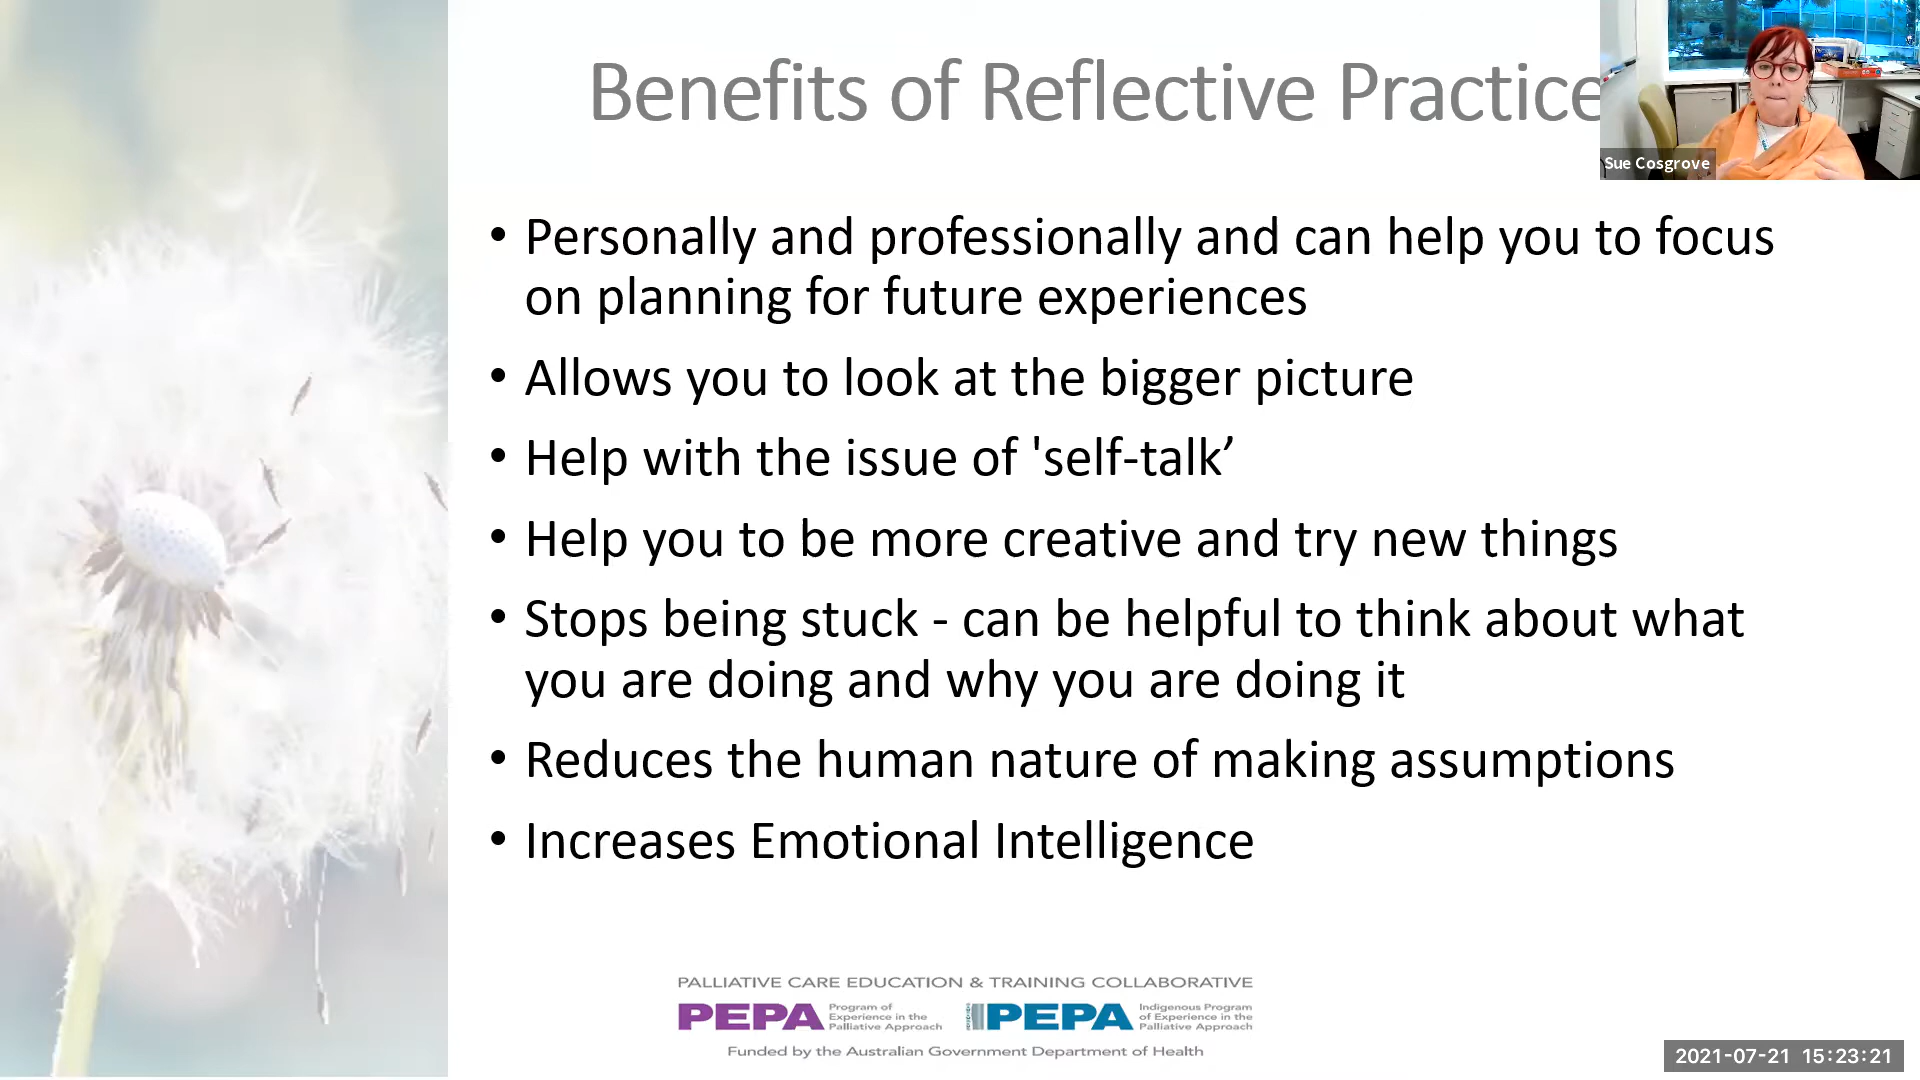 Benefits of Reflective Practice
Sue Cosgrove
• Personally and professionally and can help you to focus
on planning for future experiences
• Allows you to look at the bigger picture
• Help with the issue of 'self-talk’
• Help you to be more creative and try new things
• Stops being stuck - can be helpful to think about what
you are doing and why you are doing it
• Reduces the human nature of making assumptions
• Increases Emotional Intelligence
PALLIATIVE CARE EDUCATION & TRAINING COLLABORATIVE
PEPA
Program of
Experience in the
Palliative Approach
IPEPA
Indigenous Program
of Experience in the
Palliative Approach
Funded by the Australian Government Department of Health
2021-07-21 15:23:21